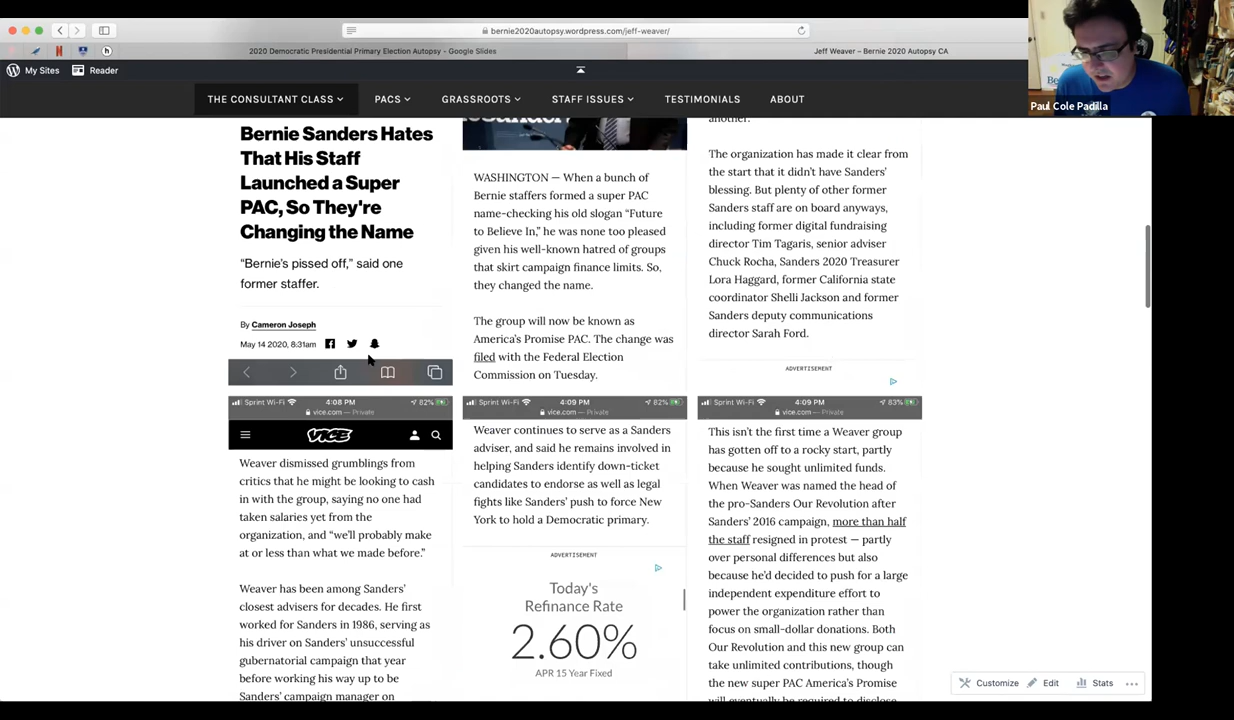 bernie2020autopsy.wordpress.com/jeff-weaver/
2020 Democratic Presidential Primary Election Autopsy - Google Slides
Jeff Weaver – Bernie 2020 Autopsy CA
My Sites
Reader
THE CONSULTANT CLASS
PACS
GRASSROOTS
STAFF ISSUES
TESTIMONIALS
ABOUT
Paul Cole Padilla
Bernie Sanders Hates
That His Staff
Launched a Super
PAC, So They're
Changing the Name
“Bernie's pissed off,” said one
former staffer.
By Cameron Joseph
May 14 2020, 8:31am
WASHINGTON — When a bunch of
Bernie staffers formed a super PAC
name-checking his old slogan “Future
to Believe In,” he was none too pleased
given his well-known hatred of groups
that skirt campaign finance limits. So,
they changed the name.
The group will now be known as
America’s Promise PAC. The change was
filed with the Federal Election
Commission on Tuesday.
another.
The organization has made it clear from
the start that it didn’t have Sanders’
blessing. But plenty of other former
Sanders staff are on board anyways,
including former digital fundraising
director Tim Tagaris, senior adviser
Chuck Rocha, Sanders 2020 Treasurer
Lora Haggard, former California state
coordinator Shelli Jackson and former
Sanders deputy communications
director Sarah Ford.
ADVERTISEMENT
Sprint Wi-Fi 4:08 PM 82%
vice.com — Private
VICE
Weaver dismissed grumblings from
critics that he might be looking to cash
in with the group, saying no one had
taken salaries yet from the
organization, and “we’ll probably make
at or less than what we made before.”
Weaver has been among Sanders’
closest advisers for decades. He first
worked for Sanders in 1986, serving as
his driver on Sanders’ unsuccessful
gubernatorial campaign that year
before working his way up to be
Sanders’ campaign manager on
Sprint Wi-Fi 4:09 PM 82%
vice.com — Private
Weaver continues to serve as a Sanders
adviser, and said he remains involved in
helping Sanders identify down-ticket
candidates to endorse as well as legal
fights like Sanders’ push to force New
York to hold a Democratic primary.
ADVERTISEMENT
Today's
Refinance Rate
2.60%
APR 15 Year Fixed
Sprint Wi-Fi 4:09 PM 83%
vice.com — Private
This isn’t the first time a Weaver group
has gotten off to a rocky start, partly
because he sought unlimited funds.
When Weaver was named the head of
the pro-Sanders Our Revolution after
Sanders’ 2016 campaign, more than half
the staff resigned in protest — partly
over personal differences but also
because he’d decided to push for a large
independent expenditure effort to
power the organization rather than
focus on small-dollar donations. Both
Our Revolution and this new group can
take unlimited contributions, though
the new super PAC America’s Promise
will eventually be required to disclose
Customize
Edit
Stats